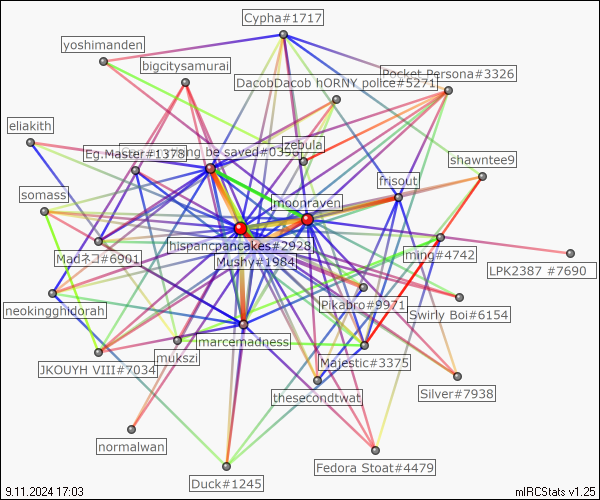 Cypha#1717
yoshimanden
bigcitysamurai
Pocket Persona#3326
DacobDacob hORNY police#5271
eliakith
Eg.Master#1378
ng be saved#0
zebula
shawntee9
frisout
somass
moonraven
hispancpancakes#2928
Madネコ#6901
Mushy#1984
ming#4742
LPK2387 #7690
neokingghidorah
Pikabro#9971
Swirly Boi#6154
marcemadness
mukszi
JKOUYH VIII#7034
Majestic#3375
thesecondtwat
Silver#7938
normalwan
Fedora Stoat#4479
Duck#1245
9.11.2024 17:03
mIRCStats v1.25